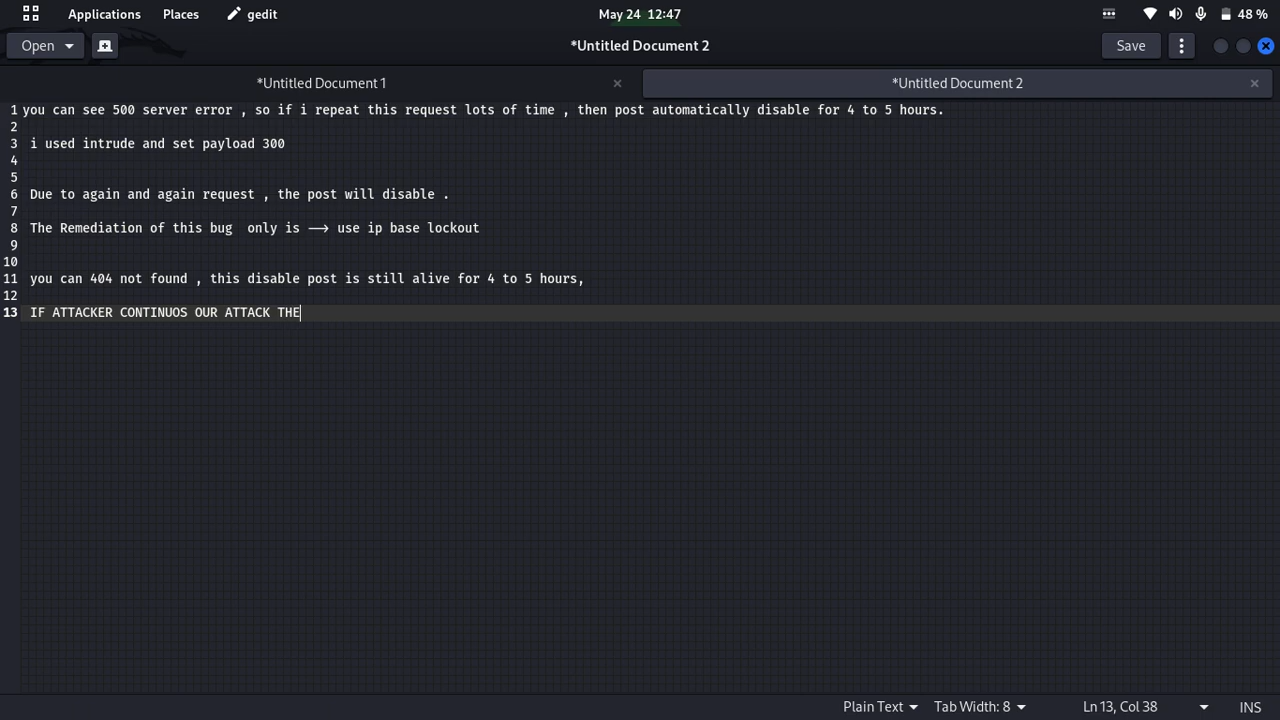 Applications Places gedit May 24 12:47 48 %
Open *Untitled Document 2 Save
*Untitled Document 1 *Untitled Document 2
1 you can see 500 server error , so if i repeat this request lots of time , then post automatically disable for 4 to 5 hours.
2
3 i used intrude and set payload 300
4
5
6 Due to again and again request , the post will disable .
7
8 The Remediation of this bug  only is --> use ip base lockout
9
10
11 you can 404 not found , this disable post is still alive for 4 to 5 hours,
12
13 IF ATTACKER CONTINUOS OUR ATTACK THE
Plain Text Tab Width: 8 Ln 13, Col 38 INS